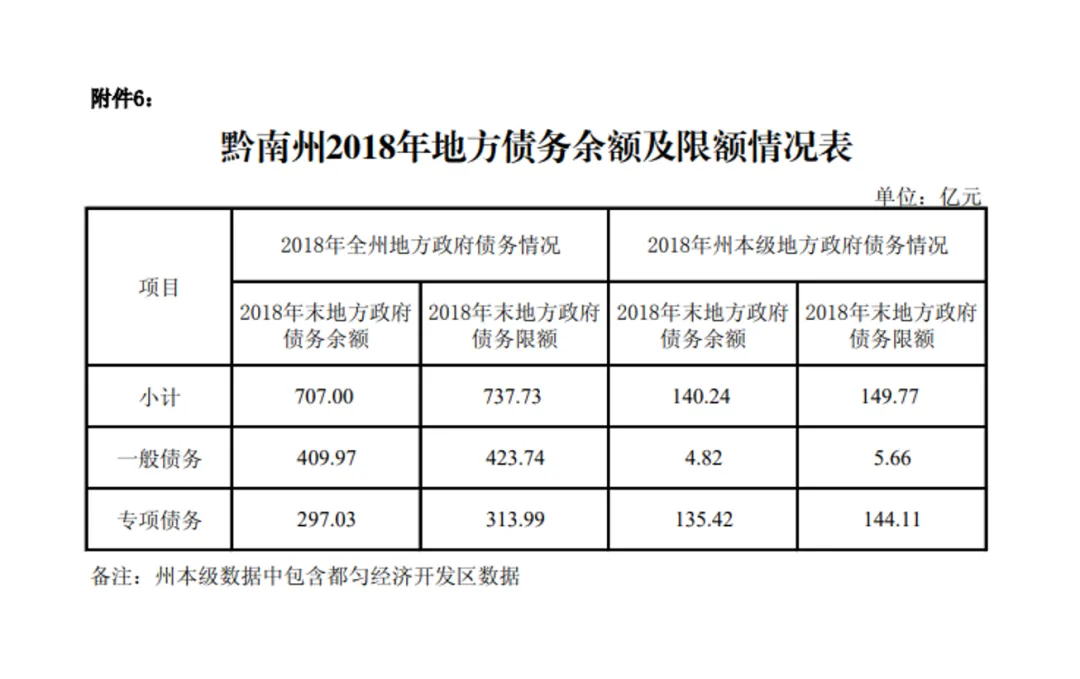 附件6：
黔南州2018年地方债务余额及限额情况表
单位：亿元
项目
2018年全州地方政府债务情况
2018年州本级地方政府债务情况
2018年末地方政府
债务余额
2018年末地方政府
债务限额
2018年末地方政府
债务余额
2018年末地方政府
债务限额
小计 707.00 737.73 140.24 149.77
一般债务 409.97 423.74 4.82 5.66
专项债务 297.03 313.99 135.42 144.11
备注：州本级数据中包含都匀经济开发区数据